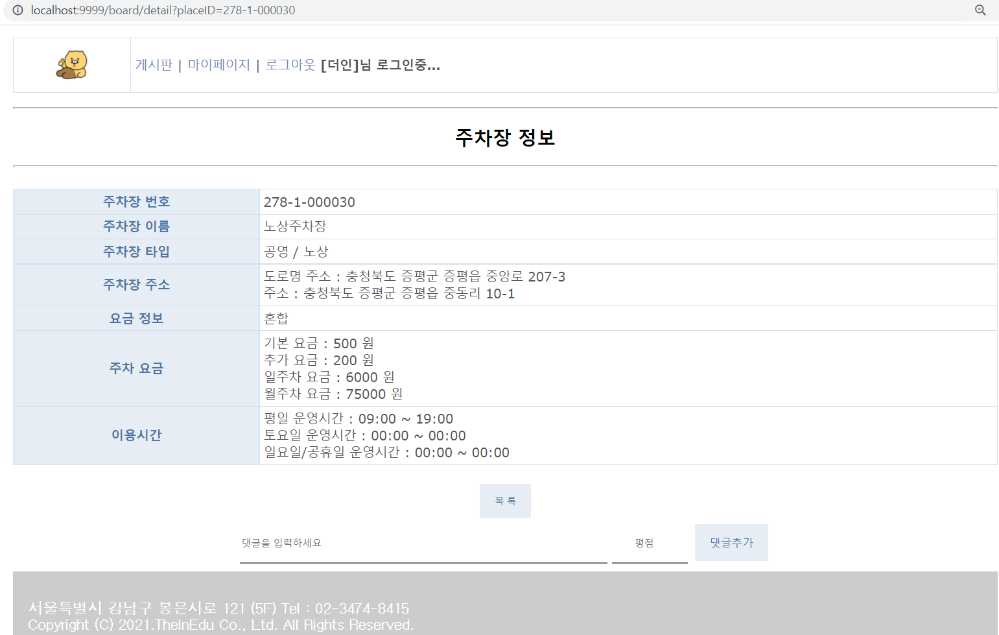 localhost:9999/board/detail?placeID=278-1-000030
게시판 | 마이페이지 | 로그아웃 [더인]님 로그인중...
주차장 정보
주차장 번호 278-1-000030
주차장 이름 노상주차장
주차장 타입 공영 / 노상
주차장 주소 도로명 주소 : 충청북도 증평군 증평읍 중앙로 207-3
주소 : 충청북도 증평군 증평읍 중동리 10-1
요금 정보 혼합
주차 요금 기본 요금 : 500 원
추가 요금 : 200 원
일주차 요금 : 6000 원
월주차 요금 : 75000 원
이용시간 평일 운영시간 : 09:00 ~ 19:00
토요일 운영시간 : 00:00 ~ 00:00
일요일/공휴일 운영시간 : 00:00 ~ 00:00
목 록
댓글을 입력하세요 평점 댓글추가
서울특별시 강남구 봉은사로 121 (5F) Tel : 02-3474-8415
Copyright (C) 2021.TheInEdu Co., Ltd. All Rights Reserved.